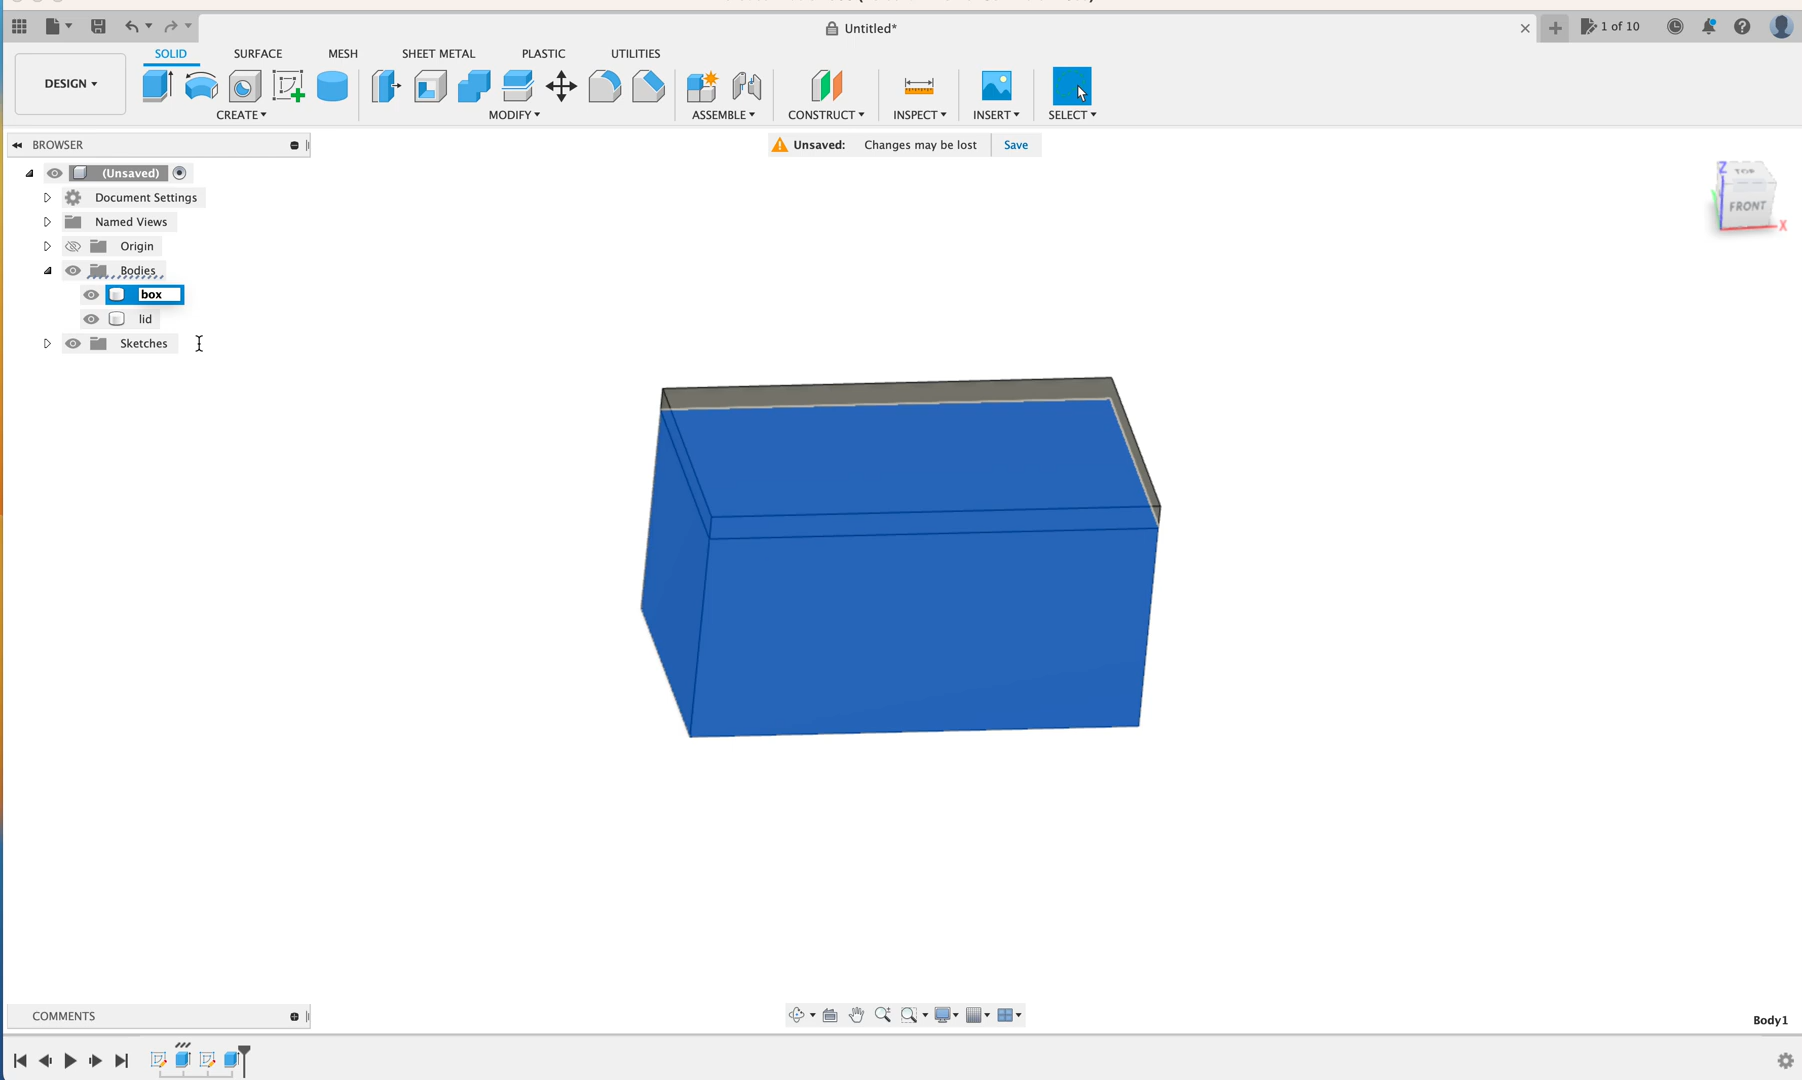 Untitled*
1 of 10
SOLID
SURFACE
MESH
SHEET METAL
PLASTIC
UTILITIES
DESIGN
CREATE
MODIFY
ASSEMBLE
CONSTRUCT
INSPECT
INSERT
SELECT
BROWSER
Unsaved: Changes may be lost Save
(Unsaved)
Document Settings
Named Views
Origin
Bodies
box
lid
Sketches
Z
TOP
FRONT
X
COMMENTS
Body1